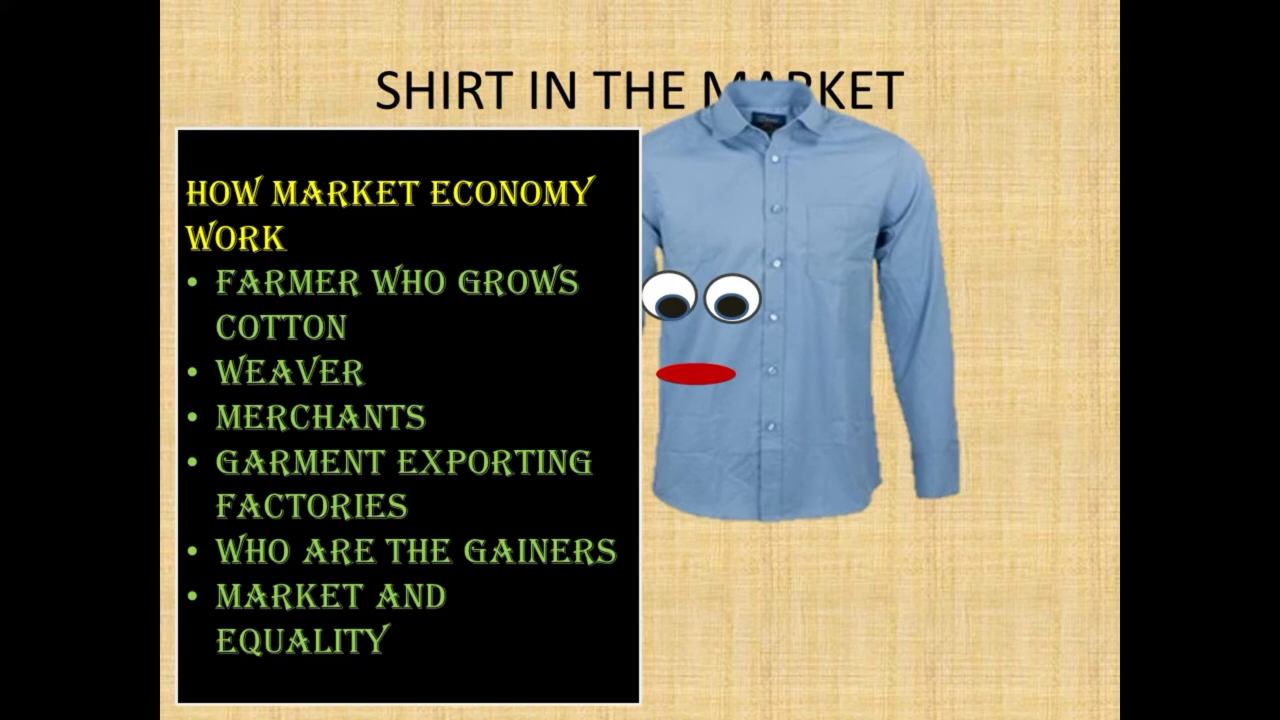 SHIRT IN THE MARKET
HOW MARKET ECONOMY
WORK
• FARMER WHO GROWS
COTTON
• WEAVER
• MERCHANTS
• GARMENT EXPORTING
FACTORIES
• WHO ARE THE GAINERS
• MARKET AND
EQUALITY